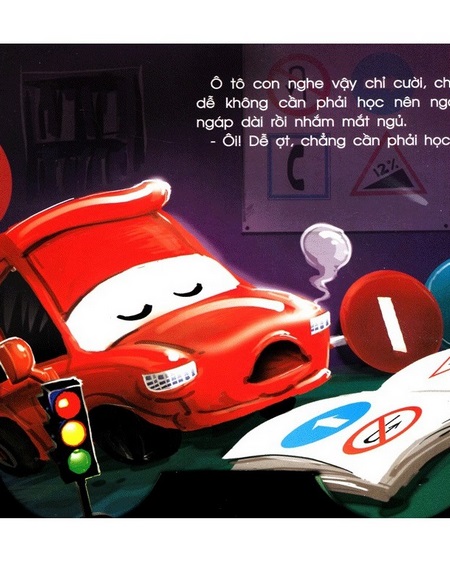 Ô tô con nghe vậy chỉ cười, ch
dễ không cần phải học nên ng
ngáp dài rồi nhắm mắt ngủ.
- Ôi! Dễ ợt, chẳng cần phải học
12%